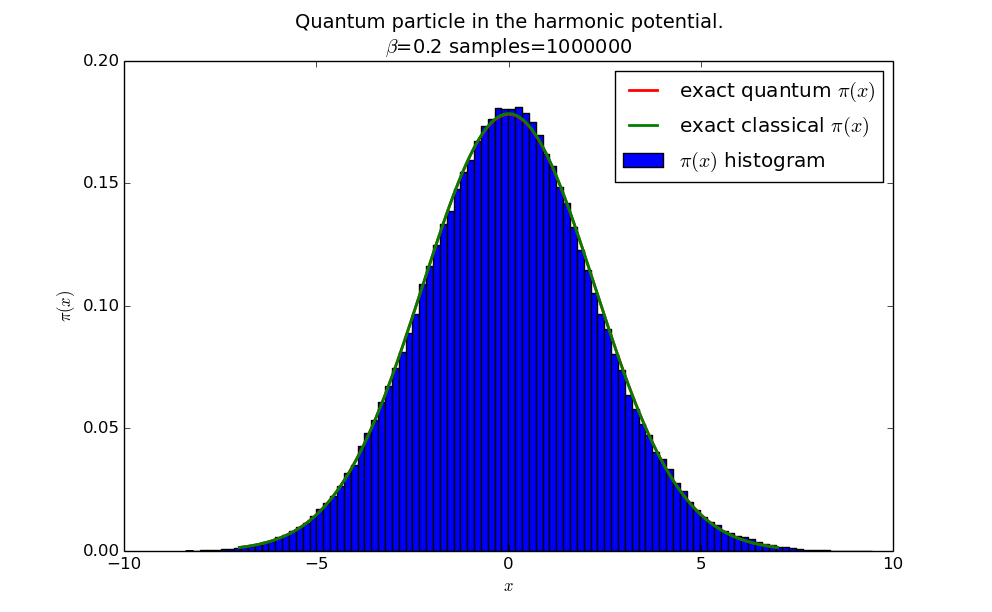 Quantum particle in the harmonic potential.
β=0.2 samples=1000000
0.20
0.15
0.10
0.05
0.00
π(x)
exact quantum π(x)
exact classical π(x)
π(x) histogram
−10
−5
0
5
10
x